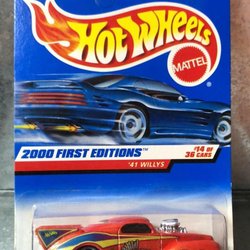 Hot Wheels
MATTEL
2000 FIRST EDITIONS
#14 of
36 CARS
'41 WILLYS